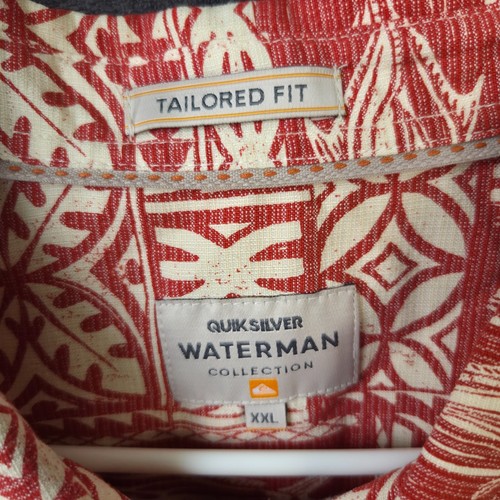 TAILORED FIT
QUIKSILVER
WATERMAN
COLLECTION
XXL